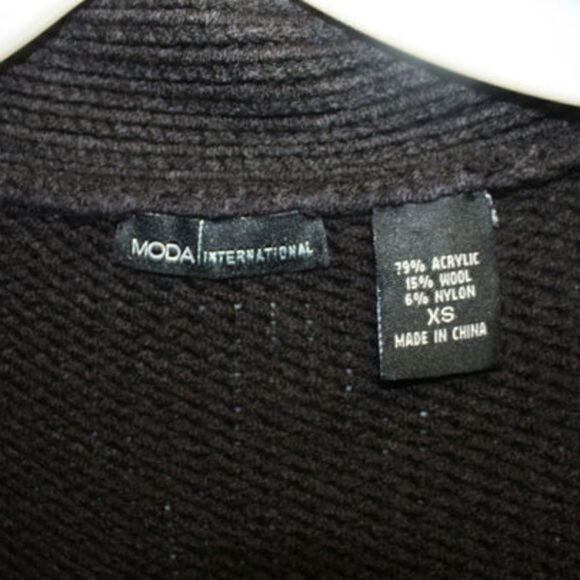 MODA INTERNATIONAL
79% ACRYLIC
15% WOOL
6% NYLON
XS
MADE IN CHINA